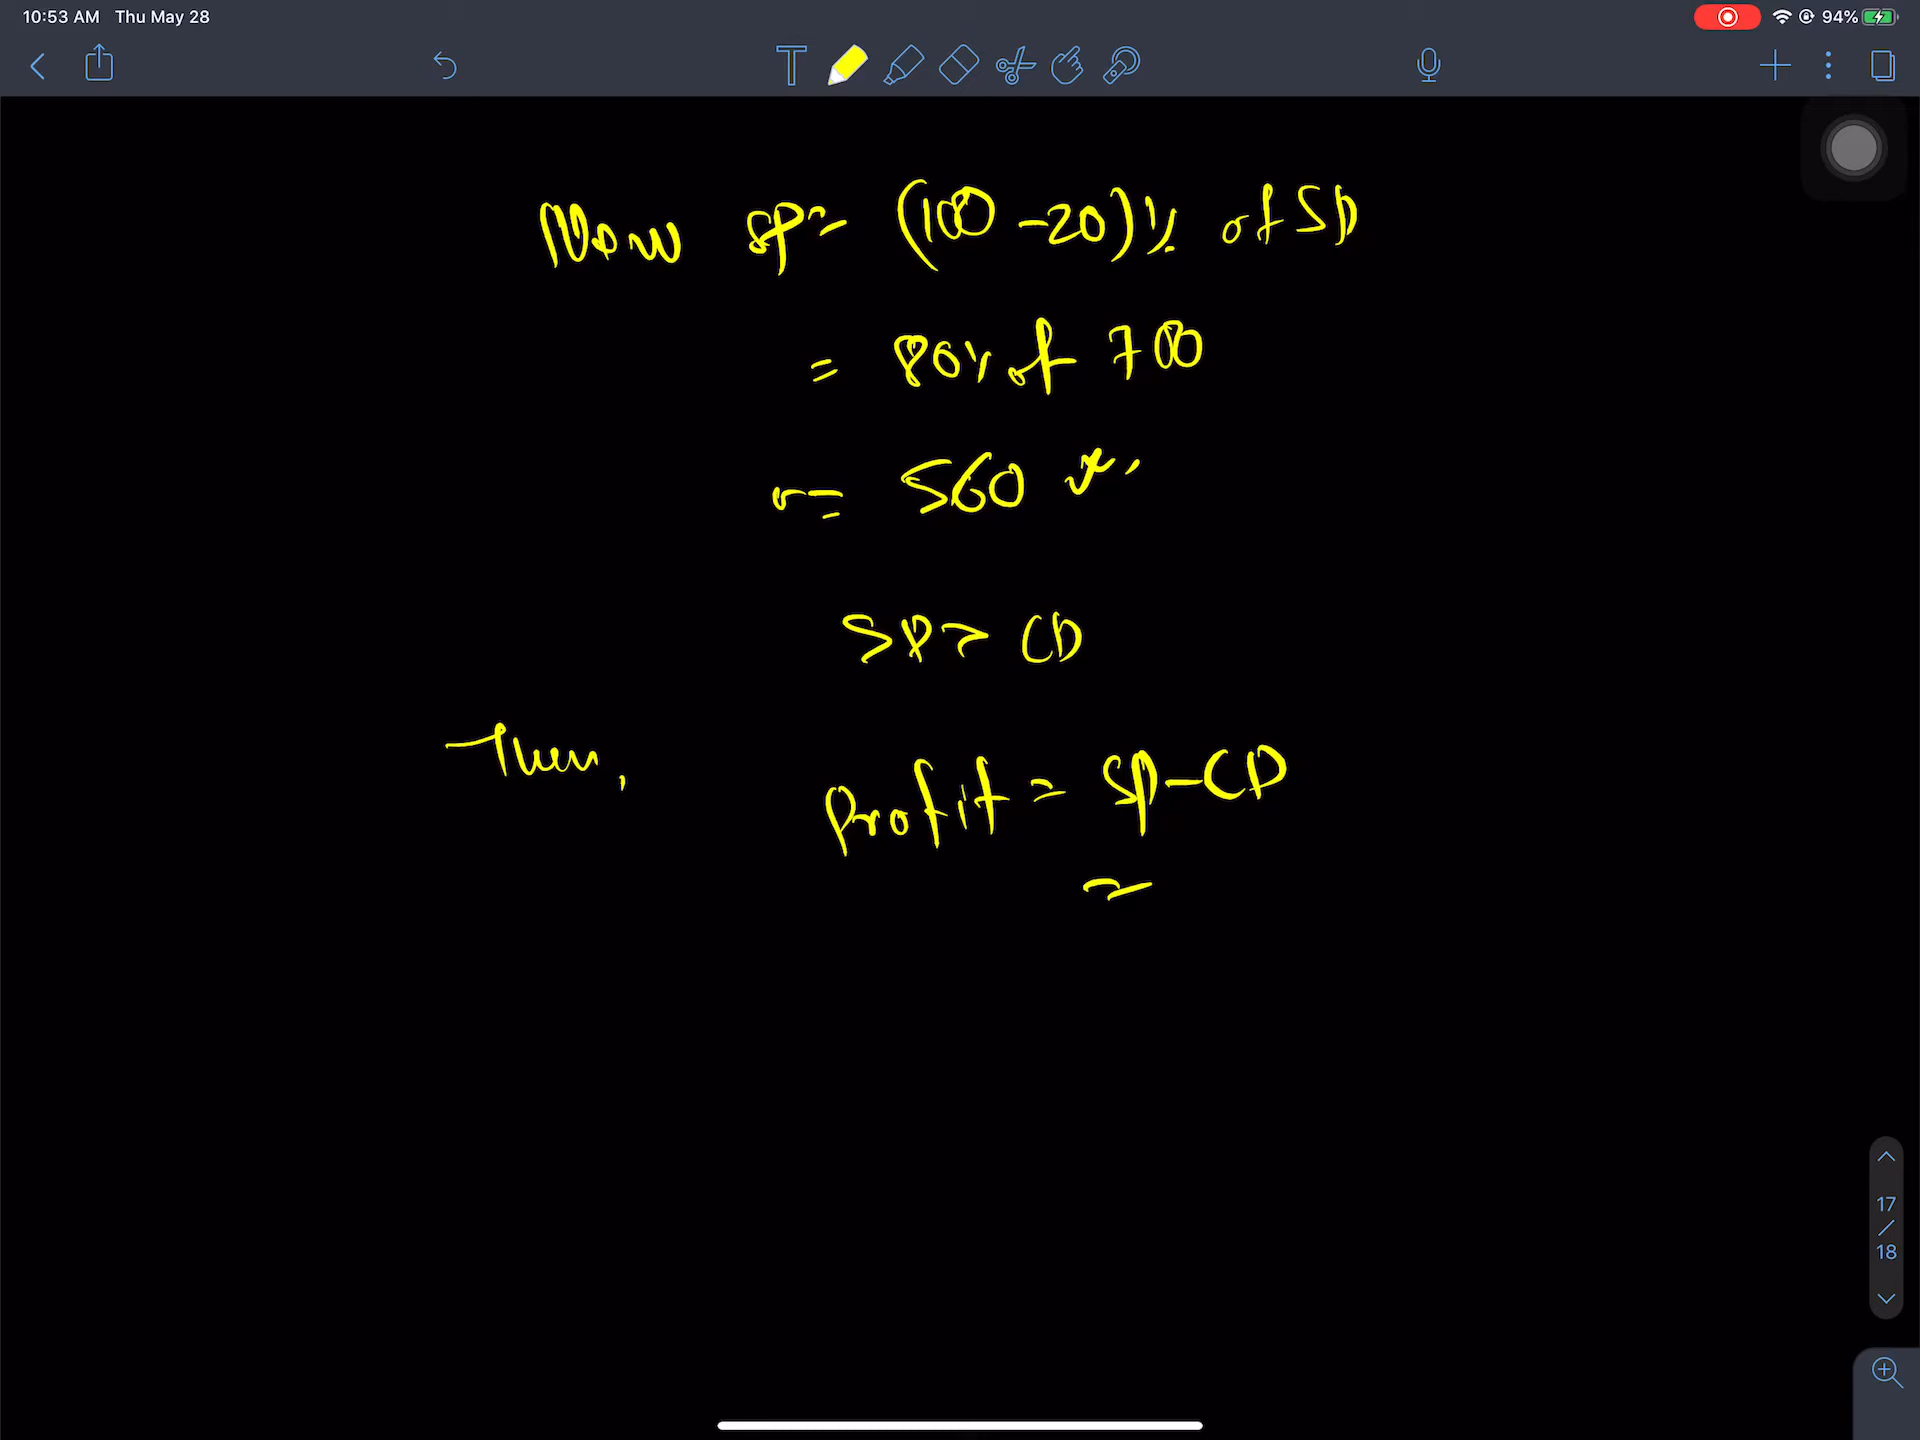 10:53 AM Thu May 28
94%
New SP = (100 - 20)% of SP
= 80% of 700
= 560
SP > CP
Then,
Profit = SP - CP
=
17
/
18